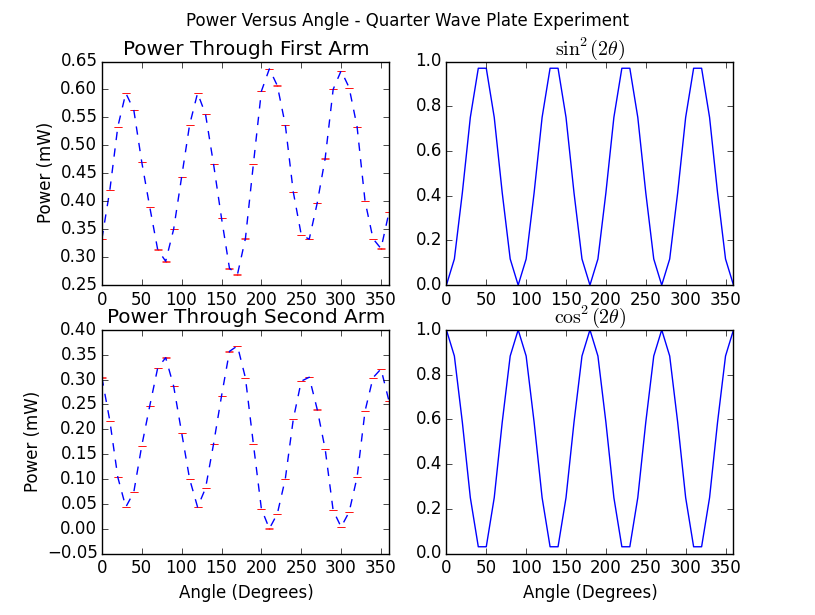 Power Versus Angle - Quarter Wave Plate Experiment
Power Through First Arm
Power (mW)
0.65
0.60
0.55
0.50
0.45
0.40
0.35
0.30
0.25
0 50 100 150 200 250 300 350
sin²(2θ)
1.0
0.8
0.6
0.4
0.2
0.0
0 50 100 150 200 250 300 350
Power Through Second Arm
Power (mW)
0.40
0.35
0.30
0.25
0.20
0.15
0.10
0.05
0.00
−0.05
0 50 100 150 200 250 300 350
Angle (Degrees)
cos²(2θ)
1.0
0.8
0.6
0.4
0.2
0.0
0 50 100 150 200 250 300 350
Angle (Degrees)